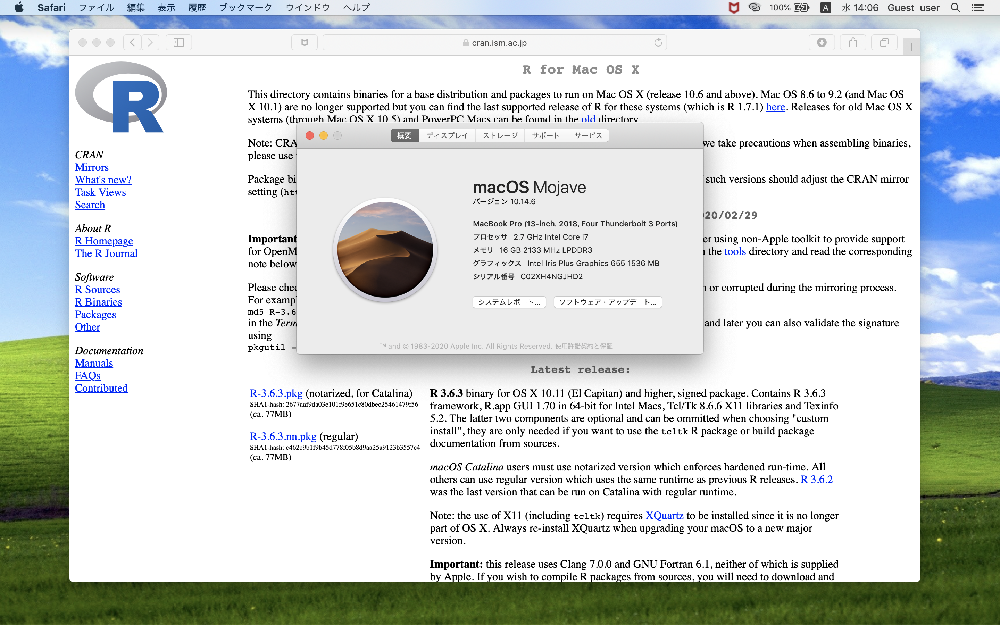 Safari ファイル 編集 表示 履歴 ブックマーク ウインドウ ヘルプ 100% A 水 14:06 Guest user
cran.ism.ac.jp
R
CRAN
Mirrors
What's new?
Task Views
Search
About R
R Homepage
The R Journal
Software
R Sources
R Binaries
Packages
Other
Documentation
Manuals
FAQs
Contributed
R for Mac OS X
This directory contains binaries for a base distribution and packages to run on Mac OS X (release 10.6 and above). Mac OS 8.6 to 9.2 (and Mac OS
X 10.1) are no longer supported but you can find the last supported release of R for these systems (which is R 1.7.1) here. Releases for old Mac OS X
systems (through Mac OS X 10.5) and PowerPC Macs can be found in the old directory.
Note: CRA we take precautions when assembling binaries,
please use
Package bi such versions should adjust the CRAN mirror
setting (htt
20/02/29
Important er using non-Apple toolkit to provide support
for OpenM the tools directory and read the corresponding
note below
Please chec or corrupted during the mirroring process.
For exampl
md5 R-3.6
in the Term and later you can also validate the signature
using
pkgutil -
概要 ディスプレイ ストレージ サポート サービス
macOS Mojave
バージョン 10.14.6
MacBook Pro (13-inch, 2018, Four Thunderbolt 3 Ports)
プロセッサ 2.7 GHz Intel Core i7
メモリ 16 GB 2133 MHz LPDDR3
グラフィックス Intel Iris Plus Graphics 655 1536 MB
シリアル番号 C02XH4NGJHD2
システムレポート... ソフトウェア・アップデート...
™ and © 1983-2020 Apple Inc. All Rights Reserved. 使用許諾契約と保証
Latest release:
R-3.6.3.pkg (notarized, for Catalina)
SHA1-hash: 2677aaf9da03e101f9e651c80dbec25461479f56
(ca. 77MB)
R-3.6.3.nn.pkg (regular)
SHA1-hash: c462c9b1f9b45d778f05b8d9aa25a9123b3557c4
(ca. 77MB)
R 3.6.3 binary for OS X 10.11 (El Capitan) and higher, signed package. Contains R 3.6.3
framework, R.app GUI 1.70 in 64-bit for Intel Macs, Tcl/Tk 8.6.6 X11 libraries and Texinfo
5.2. The latter two components are optional and can be ommitted when choosing "custom
install", they are only needed if you want to use the tcltk R package or build package
documentation from sources.
macOS Catalina users must use notarized version which enforces hardened run-time. All
others can use regular version which uses the same runtime as previous R releases. R 3.6.2
was the last version that can be run on Catalina with regular runtime.
Note: the use of X11 (including tcltk) requires XQuartz to be installed since it is no longer
part of OS X. Always re-install XQuartz when upgrading your macOS to a new major
version.
Important: this release uses Clang 7.0.0 and GNU Fortran 6.1, neither of which is supplied
by Apple. If you wish to compile R packages from sources, you will need to download and